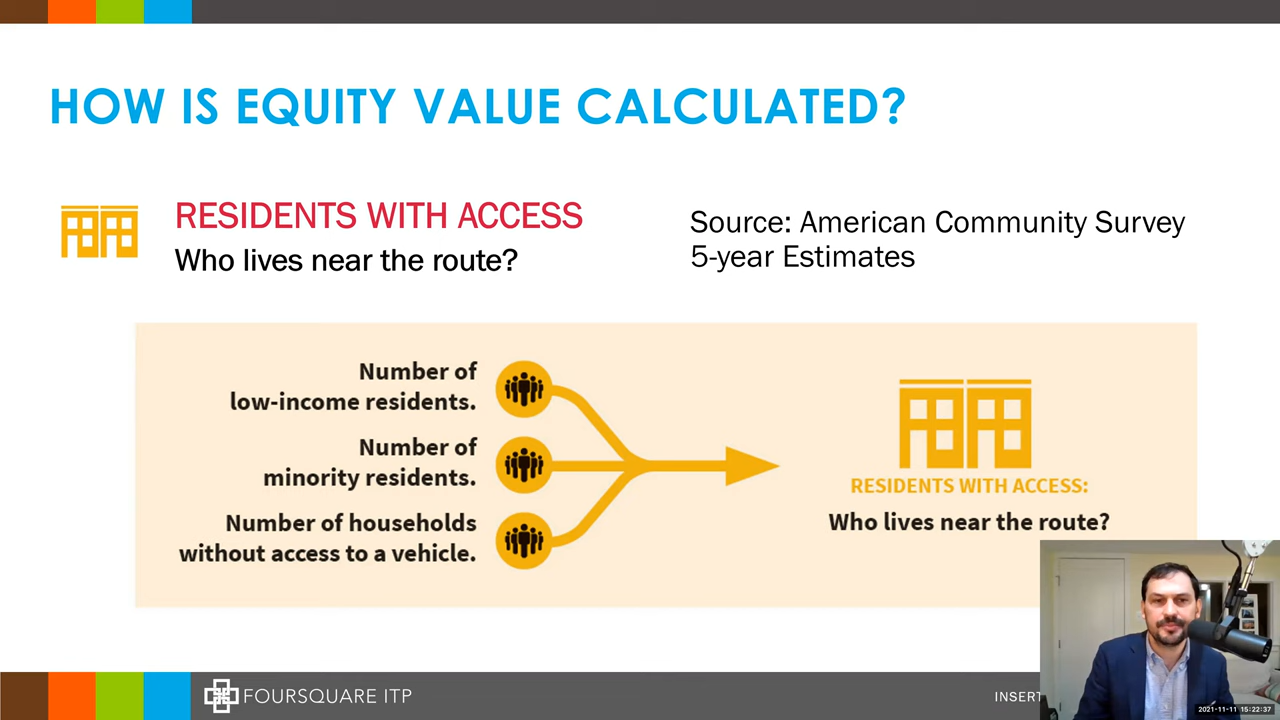 HOW IS EQUITY VALUE CALCULATED?
RESIDENTS WITH ACCESS
Who lives near the route?
Source: American Community Survey
5-year Estimates
Number of
low-income residents.
Number of
minority residents.
Number of households
without access to a vehicle.
RESIDENTS WITH ACCESS:
Who lives near the route?
FOURSQUARE ITP
INSERT
2021-11-11 15:22:37